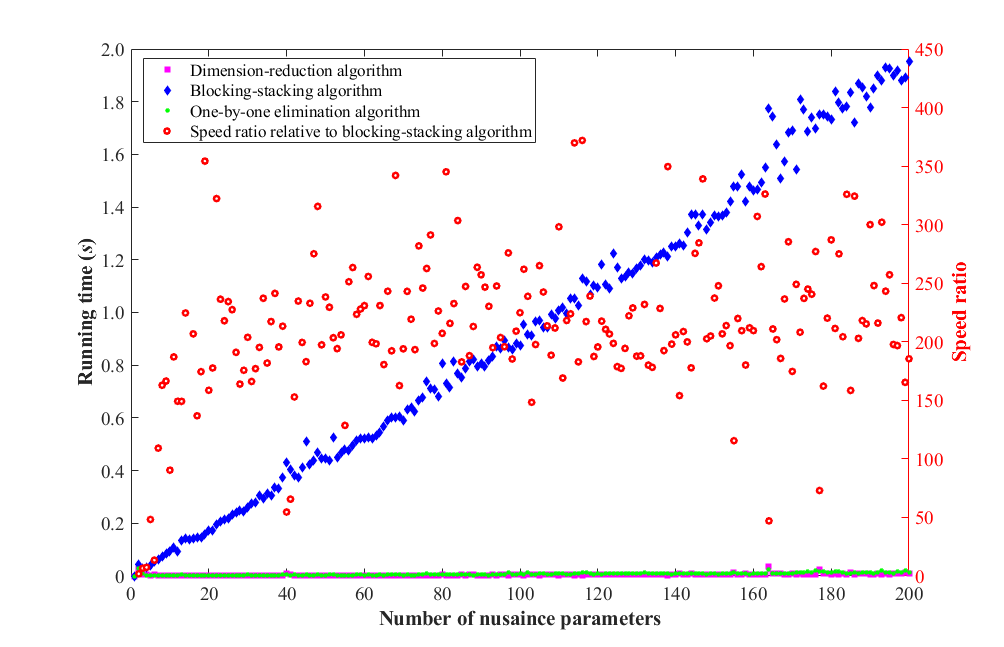 Dimension-reduction algorithm
Blocking-stacking algorithm
One-by-one elimination algorithm
Speed ratio relative to blocking-stacking algorithm
Running time (s)
2.0
1.8
1.6
1.4
1.2
1.0
0.8
0.6
0.4
0.2
0
450
400
350
300
250
200
150
100
50
0
Speed ratio
0 20 40 60 80 100 120 140 160 180 200
Number of nusaince parameters